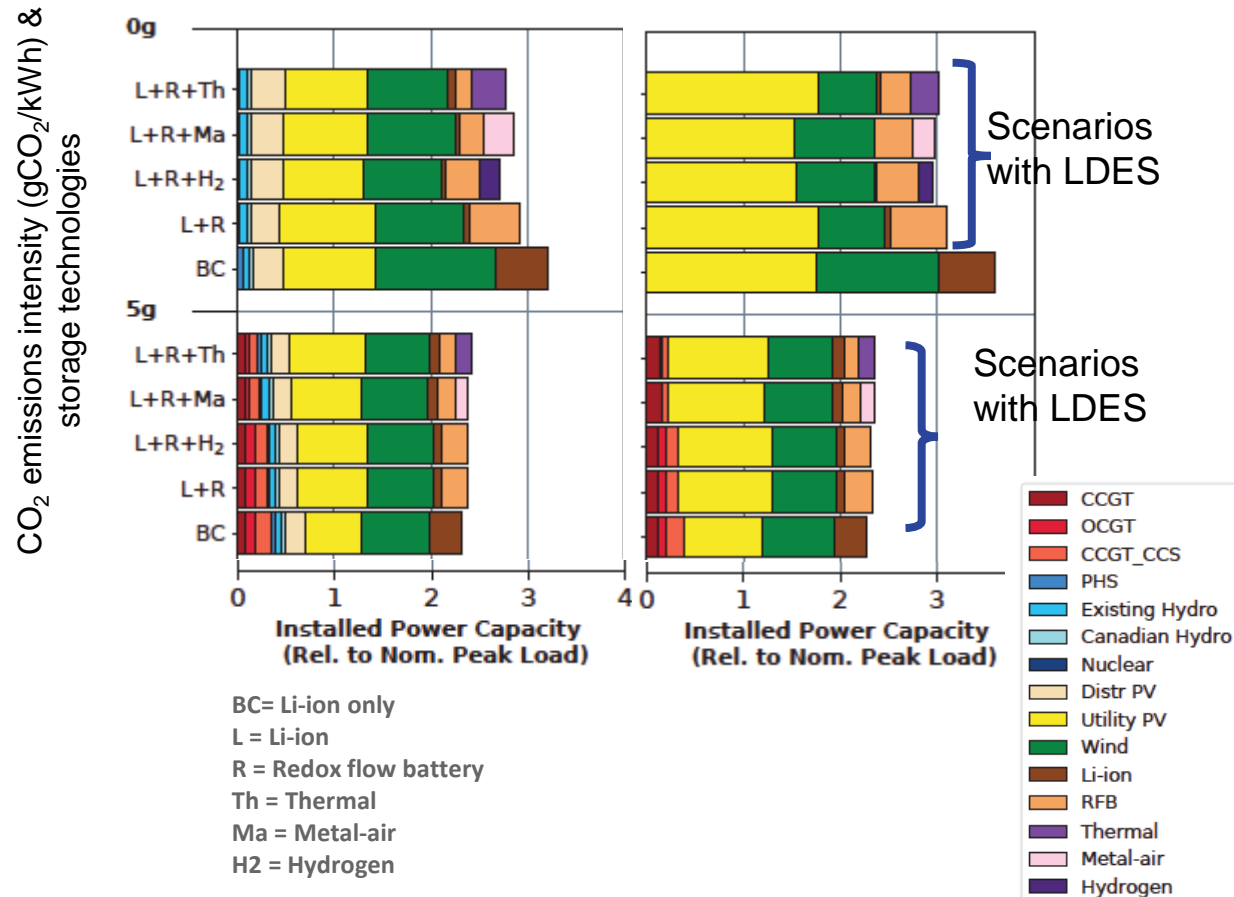 CO₂ emissions intensity (gCO₂/kWh) &
storage technologies
0g
L+R+Th
L+R+Ma
L+R+H₂
L+R
BC
5g
L+R+Th
L+R+Ma
L+R+H₂
L+R
BC
Scenarios
with LDES
Scenarios
with LDES
0 1 2 3 4
Installed Power Capacity
(Rel. to Nom. Peak Load)
0 1 2 3
Installed Power Capacity
(Rel. to Nom. Peak Load)
CCGT
OCGT
CCGT_CCS
PHS
Existing Hydro
Canadian Hydro
Nuclear
Distr PV
Utility PV
Wind
Li-ion
RFB
Thermal
Metal-air
Hydrogen
BC= Li-ion only
L = Li-ion
R = Redox flow battery
Th = Thermal
Ma = Metal-air
H2 = Hydrogen